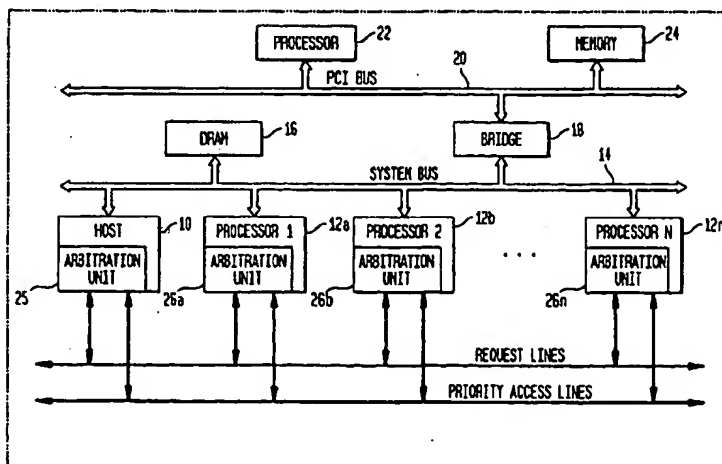 PROCESSOR 22
MEMORY 24
PCI BUS 20
DRAM 16
BRIDGE 18
SYSTEM BUS 14
HOST 10
ARBITRATION UNIT 25
PROCESSOR 1 12a
ARBITRATION UNIT 26a
PROCESSOR 2 12b
ARBITRATION UNIT 26b
...
PROCESSOR N 12n
ARBITRATION UNIT 26n
REQUEST LINES
PRIORITY ACCESS LINES